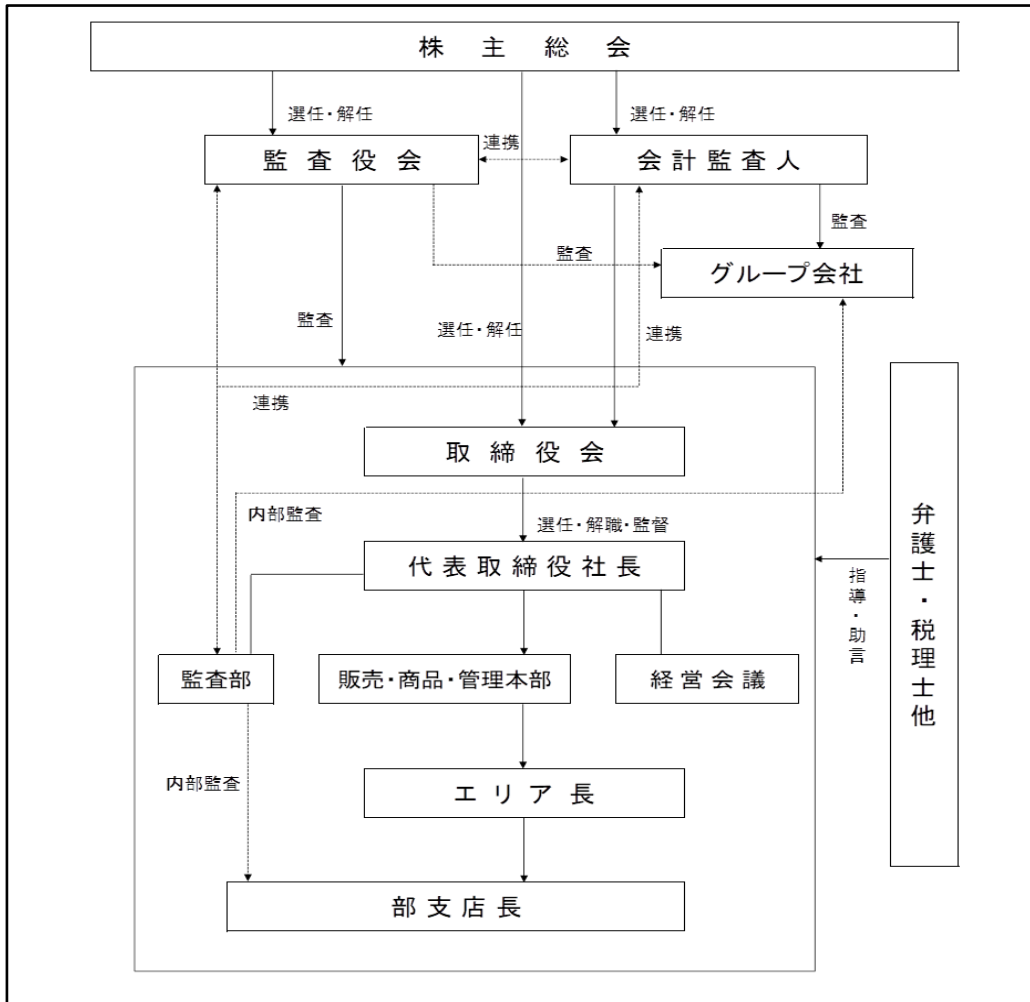 株主総会
選任・解任
選任・解任
連携
監査役会
会計監査人
監査
監査
グループ会社
監査
選任・解任
連携
連携
取締役会
内部監査
選任・解職・監督
代表取締役社長
指導・助言
弁護士・税理士他
監査部
販売・商品・管理本部
経営会議
内部監査
エリア長
部支店長